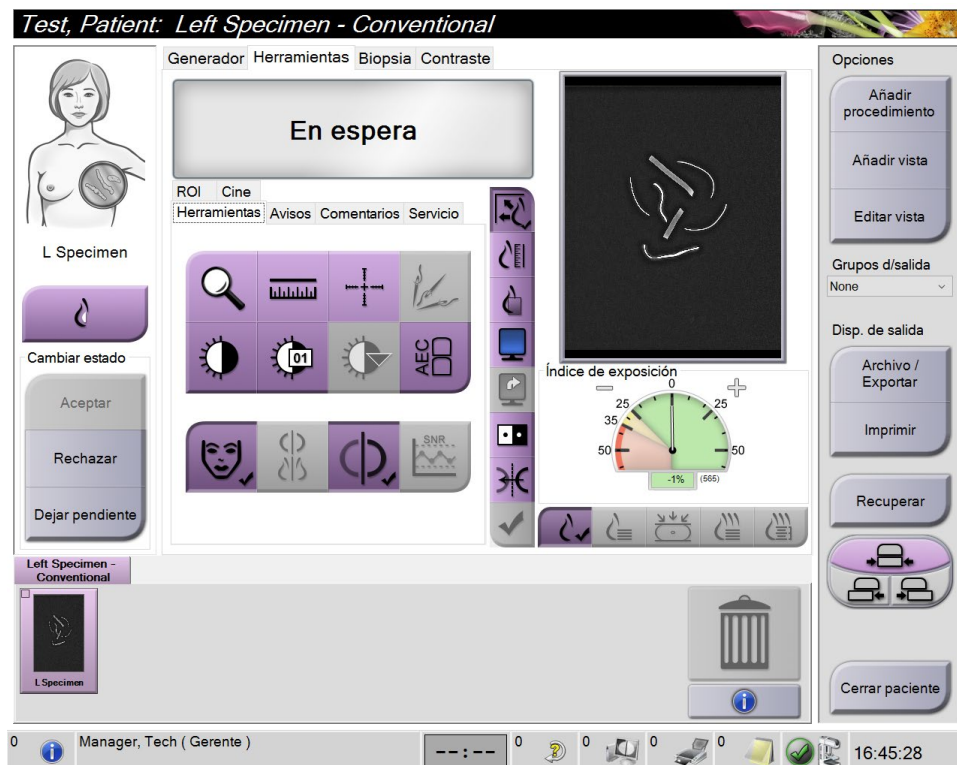 Test, Patient: Left Specimen - Conventional
Generador Herramientas Biopsia Contraste
En espera
ROI Cine
Herramientas Avisos Comentarios Servicio
L Specimen
Cambiar estado
Aceptar
Rechazar
Dejar pendiente
01
AEC
SNR
Índice de exposición
0
25 25
35
50 50
-1% (565)
Opciones
Añadir
procedimiento
Añadir vista
Editar vista
Grupos d/salida
None
Disp. de salida
Archivo /
Exportar
Imprimir
Recuperar
Cerrar paciente
Left Specimen -
Conventional
L Specimen
0 Manager, Tech ( Gerente ) --:-- 0 0 0 0 16:45:28